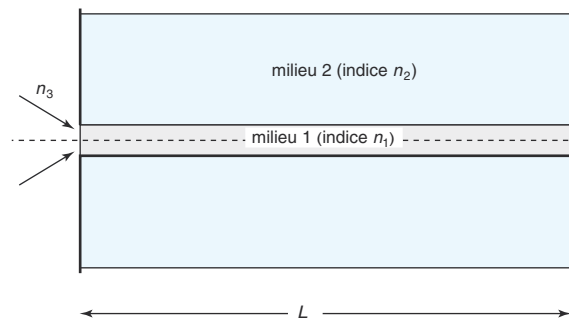 milieu 2 (indice n₂)
n₃
milieu 1 (indice n₁)
L